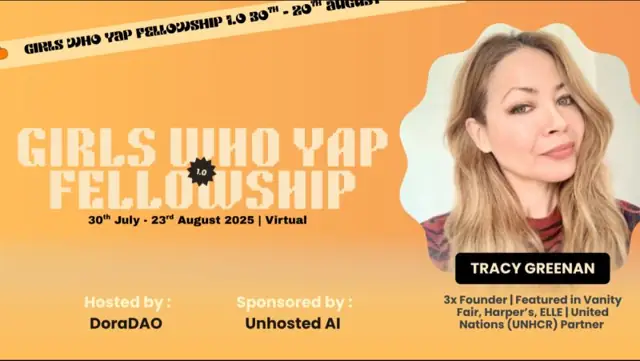 GIRLS WHO YAP FELLOWSHIP 1.0 30TH - 20TH AUGUST
GIRLS WHO YAP
1.0
FELLOWSHIP
30th July - 23rd August 2025 | Virtual
TRACY GREENAN
3x Founder | Featured in Vanity
Fair, Harper's, ELLE | United
Nations (UNHCR) Partner
Hosted by :
DoraDAO
Sponsored by :
Unhosted AI